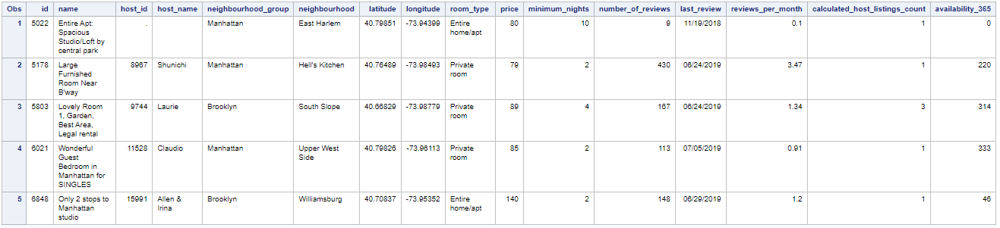 Obs id name host_id host_name neighbourhood_group neighbourhood latitude longitude room_type price minimum_nights number_of_reviews last_review reviews_per_month calculated_host_listings_count availability_365
1 5022 Entire Apt: . Manhattan East Harlem 40.79851 -73.94399 Entire 80 10 9 11/19/2018 0.1 1 0
Spacious home/apt
Studio/Loft by
central park
2 5178 Large 8967 Shunichi Manhattan Hell's Kitchen 40.76489 -73.98493 Private 79 2 430 06/24/2019 3.47 1 220
Furnished room
Room Near
B'way
3 5803 Lovely Room 9744 Laurie Brooklyn South Slope 40.66829 -73.98779 Private 89 4 167 06/24/2019 1.34 3 314
1, Garden, room
Best Area,
Legal rental
4 6021 Wonderful 11528 Claudio Manhattan Upper West 40.79826 -73.96113 Private 85 2 113 07/05/2019 0.91 1 333
Guest Side room
Bedroom in
Manhattan for
SINGLES
5 6848 Only 2 stops to 15991 Allen & Brooklyn Williamsburg 40.70837 -73.95352 Entire 140 2 148 06/29/2019 1.2 1 46
Manhattan Irina home/apt
studio